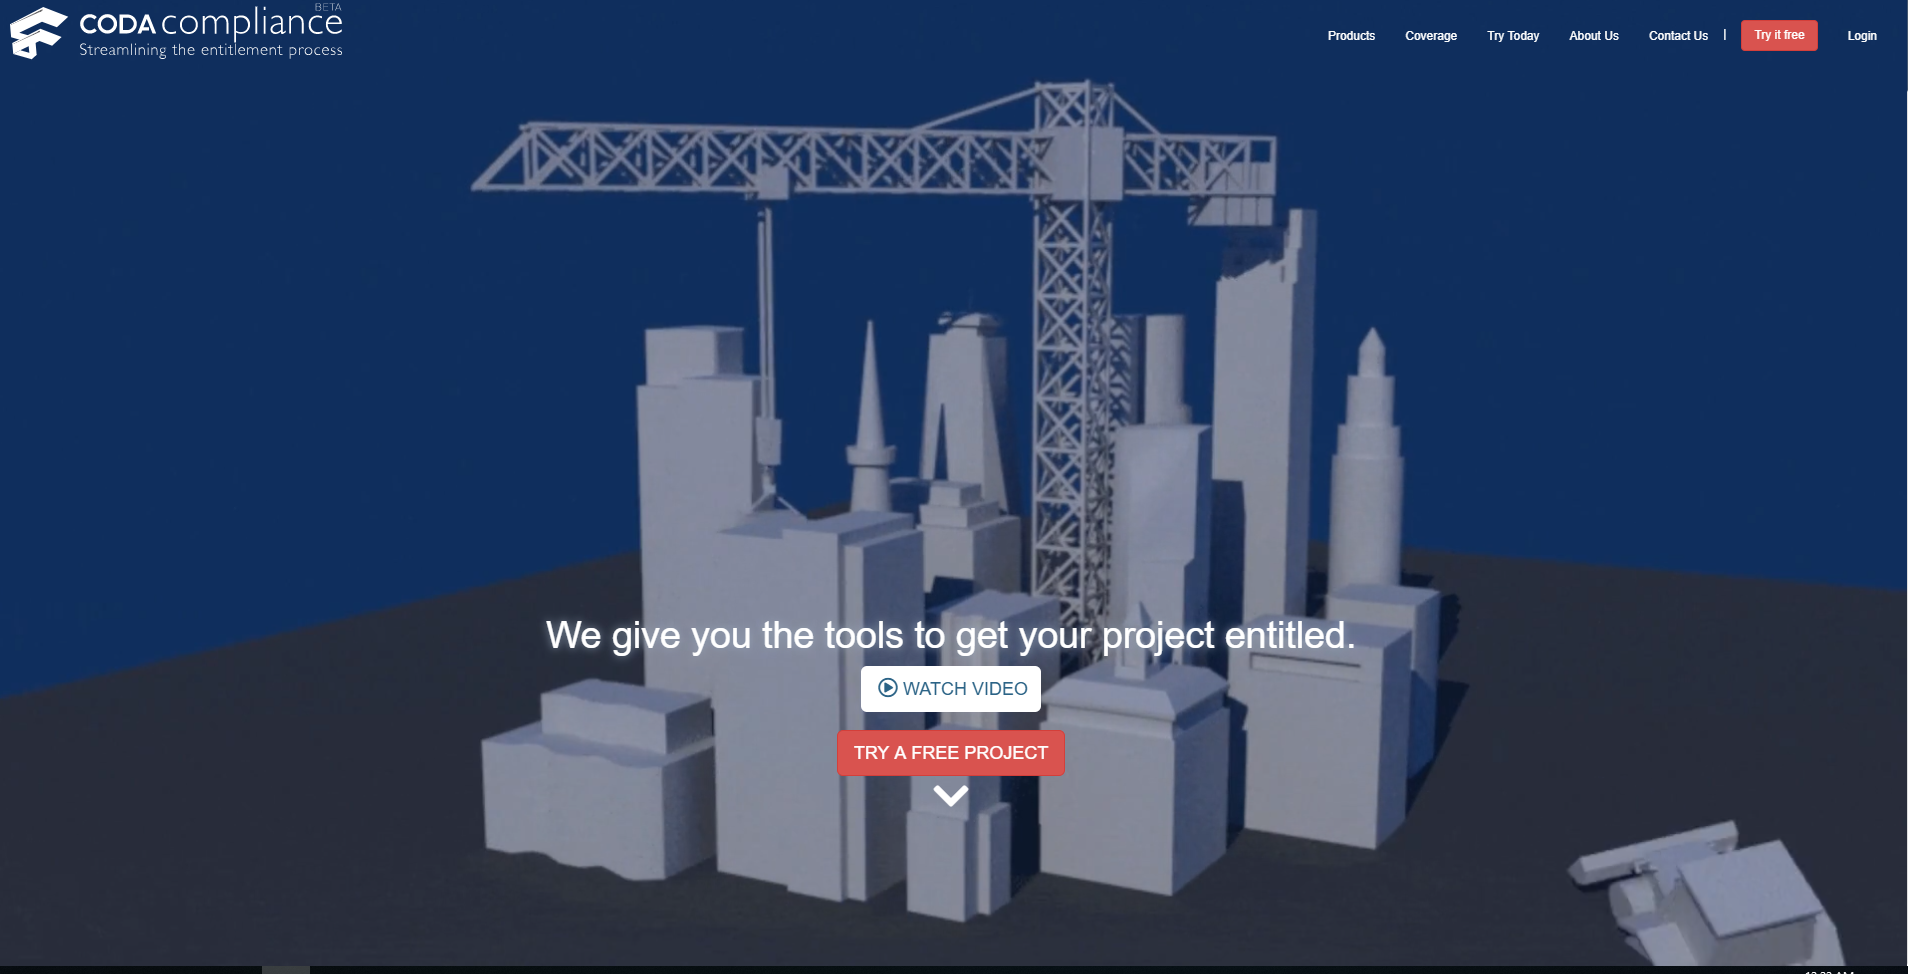 BETA
CODA compliance
Streamlining the entitlement process
Products Coverage Try Today About Us Contact Us | Try it free Login
We give you the tools to get your project entitled.
WATCH VIDEO
TRY A FREE PROJECT